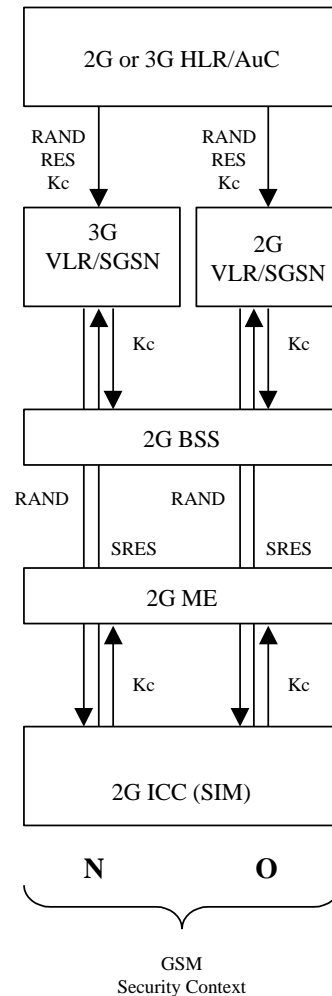 2G or 3G HLR/AuC
RAND
RES
Kc
RAND
RES
Kc
3G
VLR/SGSN
2G
VLR/SGSN
Kc
Kc
2G BSS
RAND
RAND
SRES
SRES
2G ME
Kc
Kc
2G ICC (SIM)
N
O
GSM
Security Context